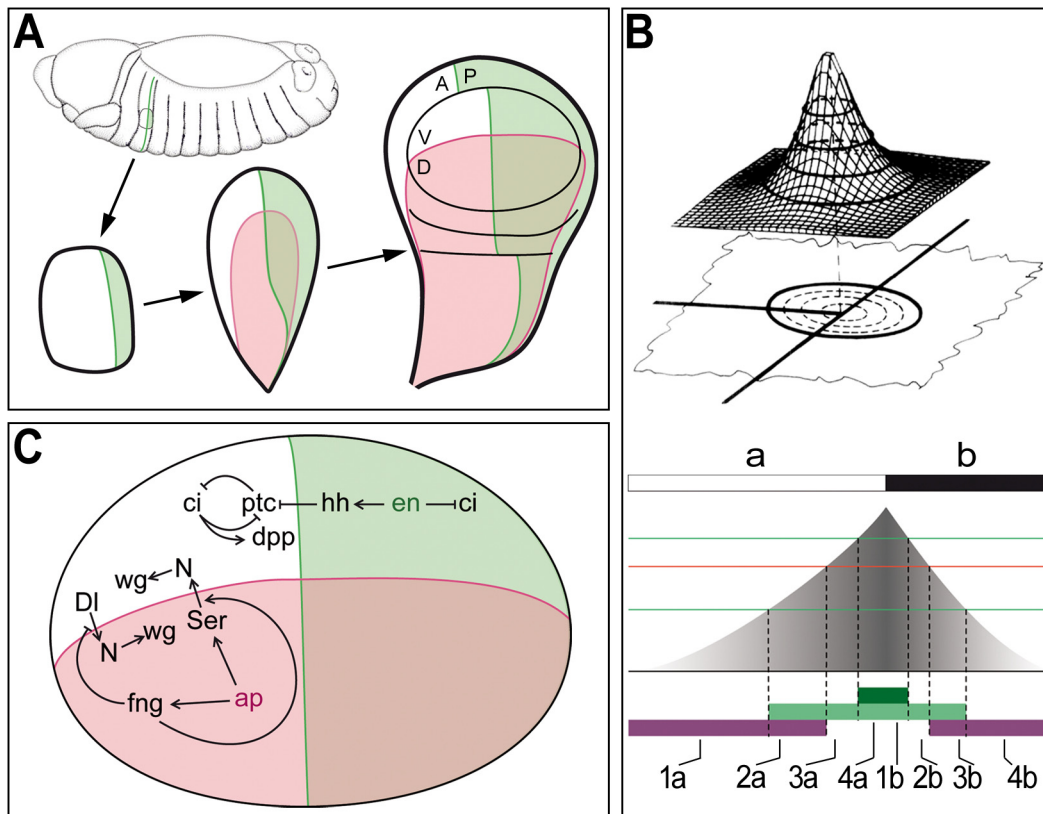 A
A P
V
D
B
a b
1a 2a 3a 4a 1b 2b 3b 4b
C
ci ptc hh en ci
dpp
wg N
Dl
Ser
N wg
fng ap